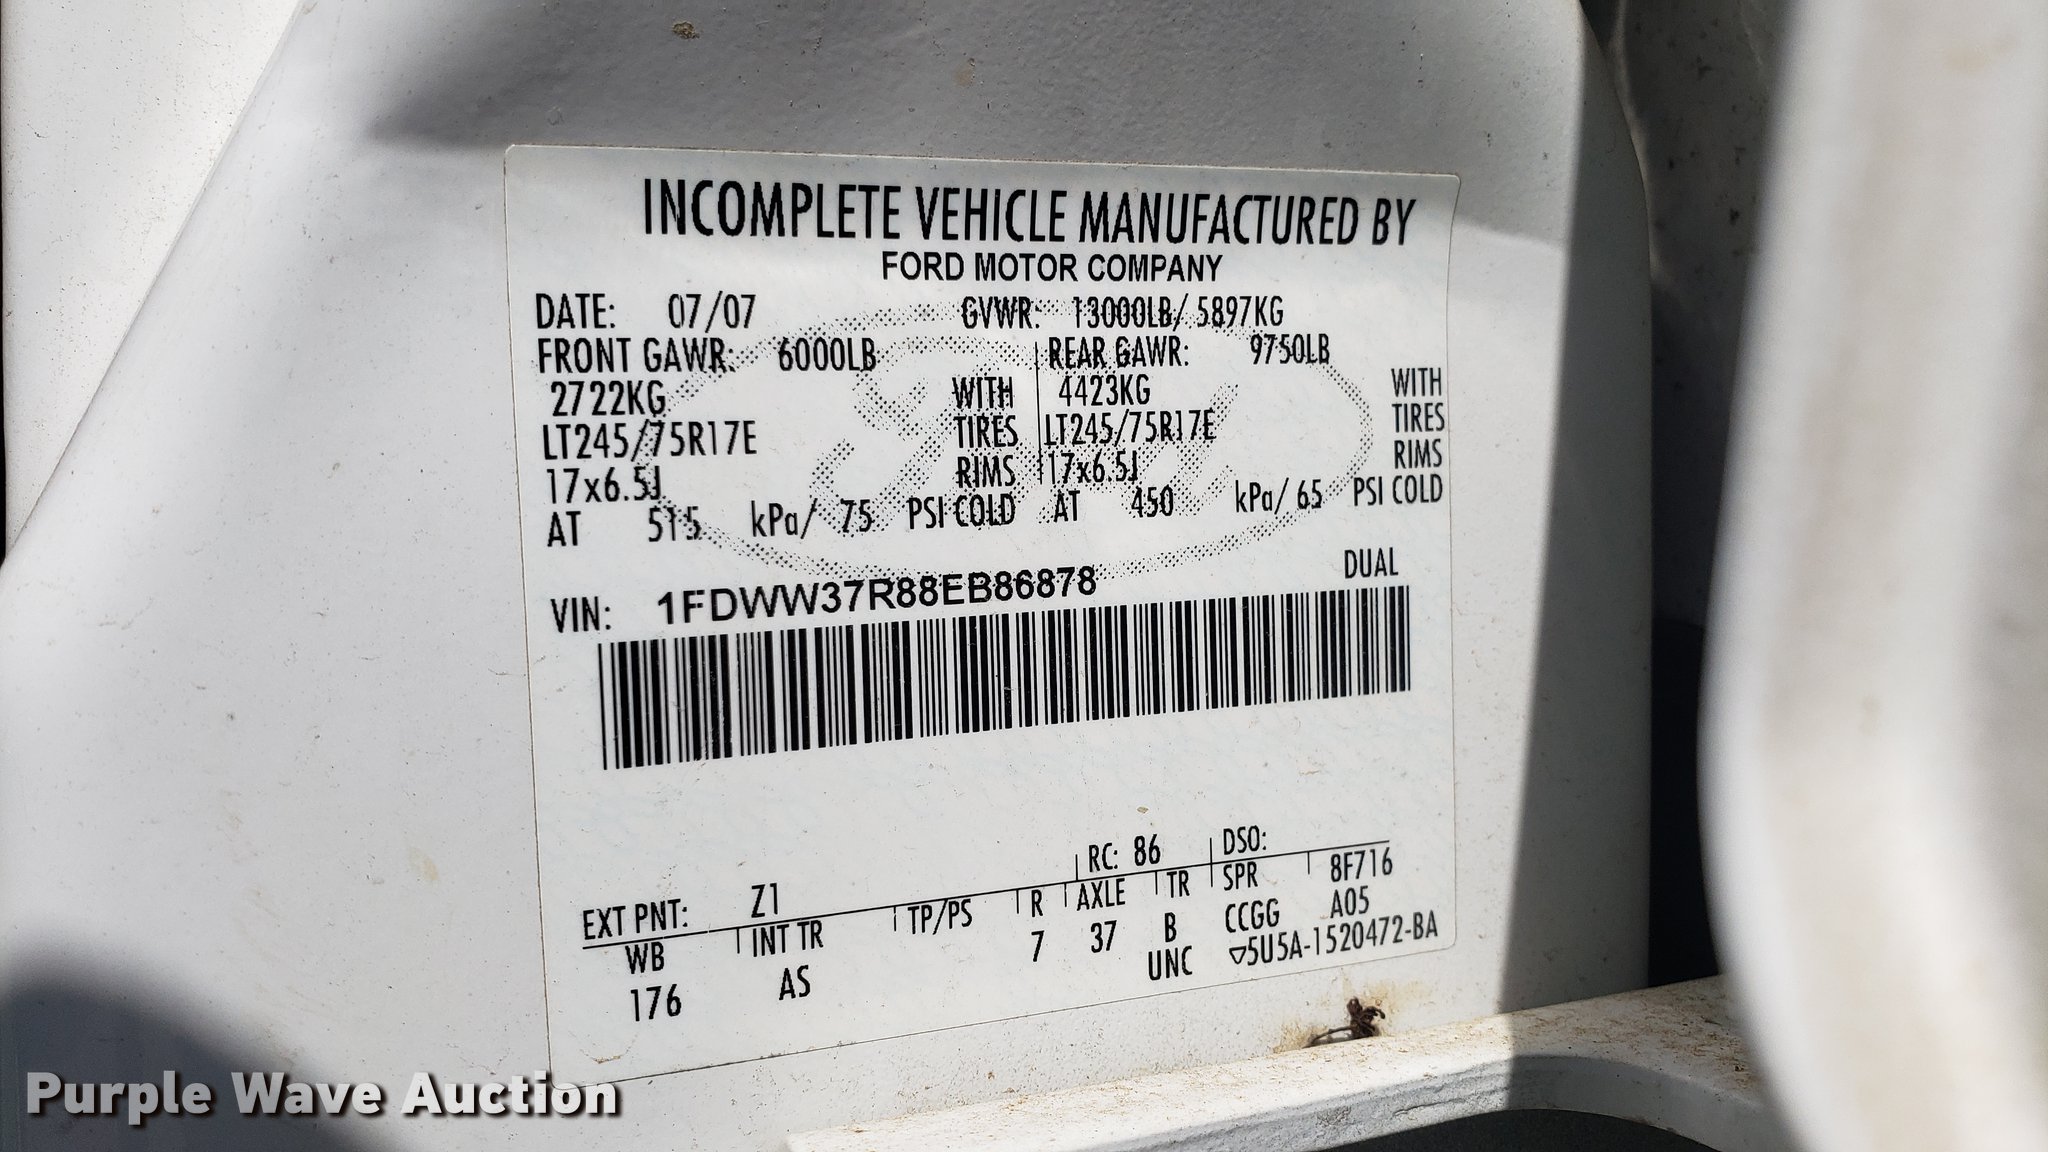 INCOMPLETE VEHICLE MANUFACTURED BY
FORD MOTOR COMPANY
DATE: 07/07 GVWR: 13000LB/ 5897KG
FRONT GAWR: 6000LB REAR GAWR: 9750LB
2722KG WITH 4423KG WITH
LT245/75R17E TIRES LT245/75R17E TIRES
17x6.5J RIMS 17x6.5J RIMS
AT 515 kPa/ 75 PSI COLD AT 450 kPa/ 65 PSI COLD
DUAL
VIN: 1FDWW37R88EB86878
EXT PNT: Z1 RC: 86 DSO:
WB INT TR TP/PS R AXLE TR SPR 8F716
176 AS 7 37 B CCGG A05
UNC ▽5U5A-1520472-BA
Ford
Purple Wave Auction